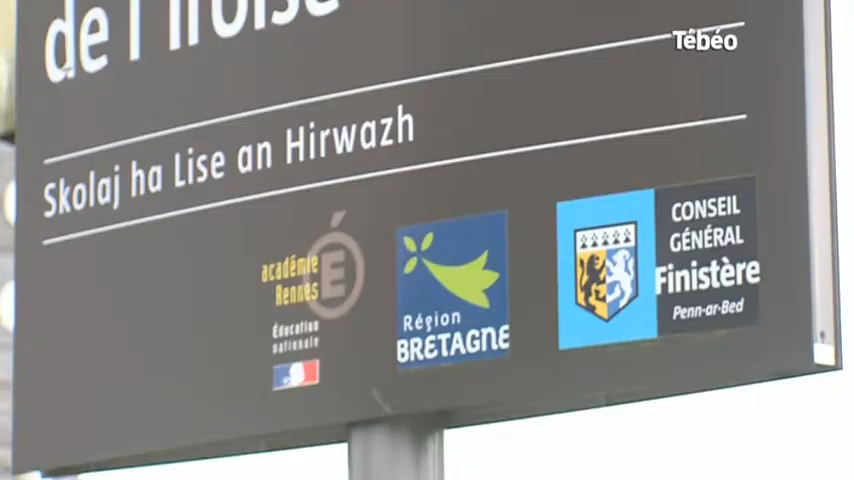 de l'Iroise
Tébéo
Skolaj ha Lise an Hirwazh
académie
Rennes
É
Éducation
nationale
Région
BRETAGNE
CONSEIL
GÉNÉRAL
Finistère
Penn-ar-Bed